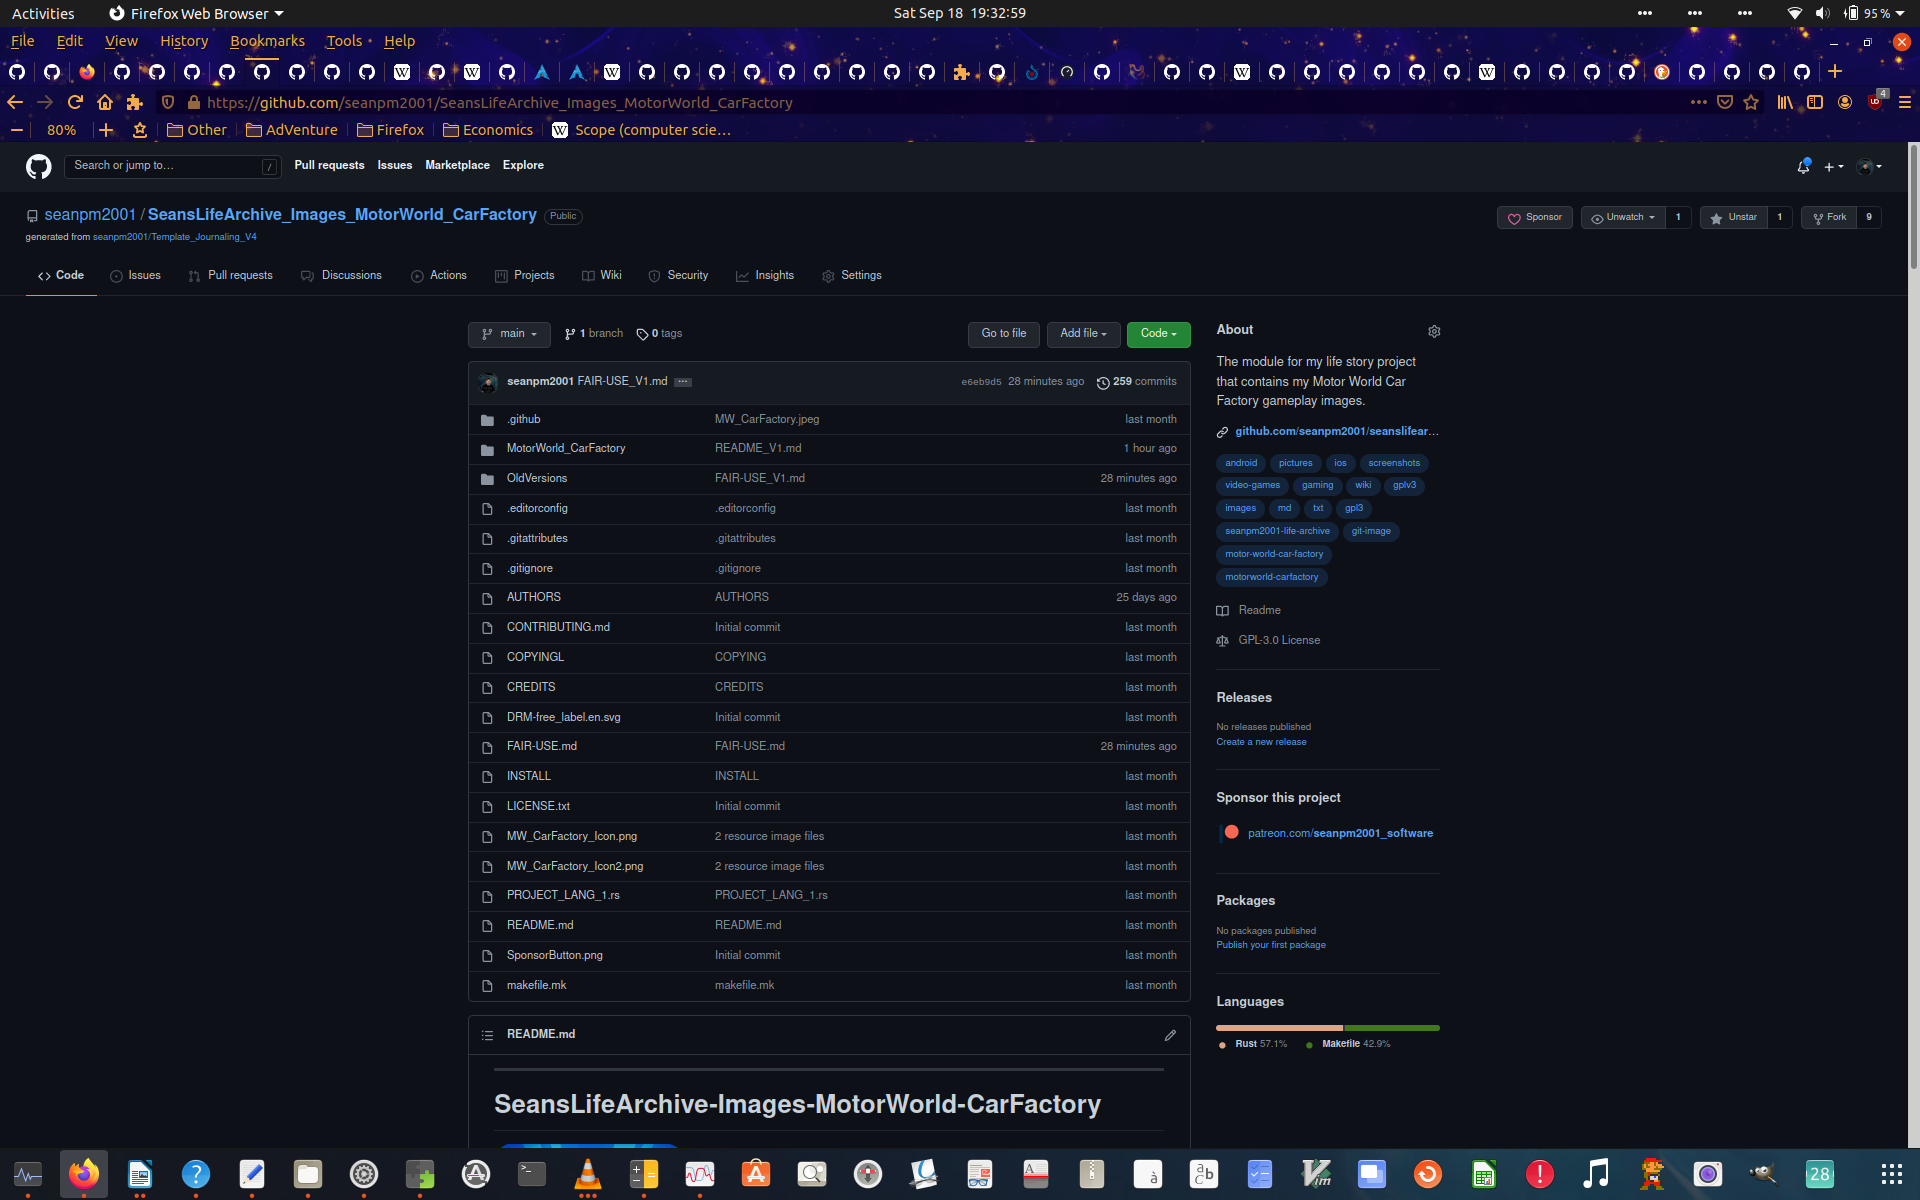 Activities Firefox Web Browser Sat Sep 18 19:32:59 95 %
File Edit View History Bookmarks Tools Help
https://github.com/seanpm2001/SeansLifeArchive_Images_MotorWorld_CarFactory 4
80% Other AdVenture Firefox Economics W Scope (computer scie…
Search or jump to… / Pull requests Issues Marketplace Explore
seanpm2001 / SeansLifeArchive_Images_MotorWorld_CarFactory Public Sponsor Unwatch 1 Unstar 1 Fork 9
generated from seanpm2001/Template_Journaling_V4
Code Issues Pull requests Discussions Actions Projects Wiki Security Insights Settings
main 1 branch 0 tags Go to file Add file Code
seanpm2001 FAIR-USE_V1.md ... e6eb9d5 28 minutes ago 259 commits
.github MW_CarFactory.jpeg last month
MotorWorld_CarFactory README_V1.md 1 hour ago
OldVersions FAIR-USE_V1.md 28 minutes ago
.editorconfig .editorconfig last month
.gitattributes .gitattributes last month
.gitignore .gitignore last month
AUTHORS AUTHORS 25 days ago
CONTRIBUTING.md Initial commit last month
COPYINGL COPYING last month
CREDITS CREDITS last month
DRM-free_label.en.svg Initial commit last month
FAIR-USE.md FAIR-USE.md 28 minutes ago
INSTALL INSTALL last month
LICENSE.txt Initial commit last month
MW_CarFactory_Icon.png 2 resource image files last month
MW_CarFactory_Icon2.png 2 resource image files last month
PROJECT_LANG_1.rs PROJECT_LANG_1.rs last month
README.md README.md last month
SponsorButton.png Initial commit last month
makefile.mk makefile.mk last month
README.md
SeansLifeArchive-Images-MotorWorld-CarFactory
About
The module for my life story project
that contains my Motor World Car
Factory gameplay images.
github.com/seanpm2001/seanslifear…
android pictures ios screenshots
video-games gaming wiki gplv3
images md txt gpl3
seanpm2001-life-archive git-image
motor-world-car-factory
motorworld-carfactory
Readme
GPL-3.0 License
Releases
No releases published
Create a new release
Sponsor this project
patreon.com/seanpm2001_software
Packages
No packages published
Publish your first package
Languages
Rust 57.1% Makefile 42.9%
28